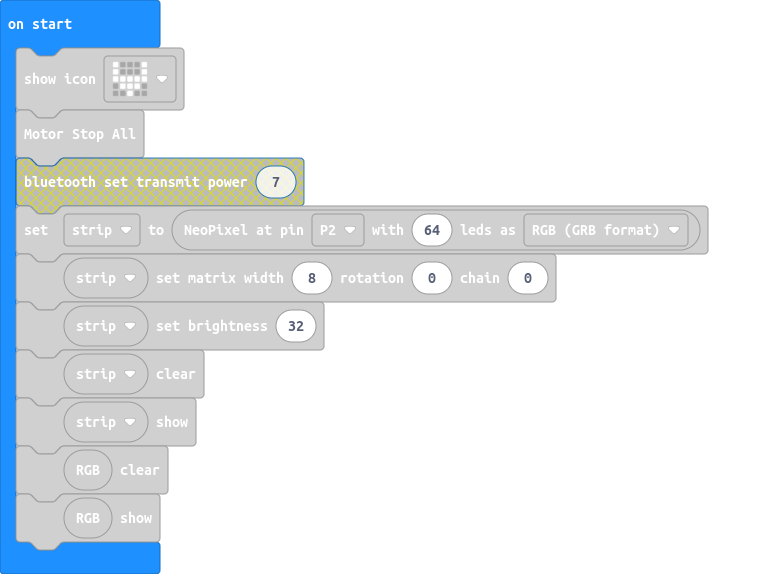 on start
show icon
Motor Stop All
bluetooth set transmit power 7
set strip to NeoPixel at pin P2 with 64 leds as RGB (GRB format)
strip set matrix width 8 rotation 0 chain 0
strip set brightness 32
strip clear
strip show
RGB clear
RGB show